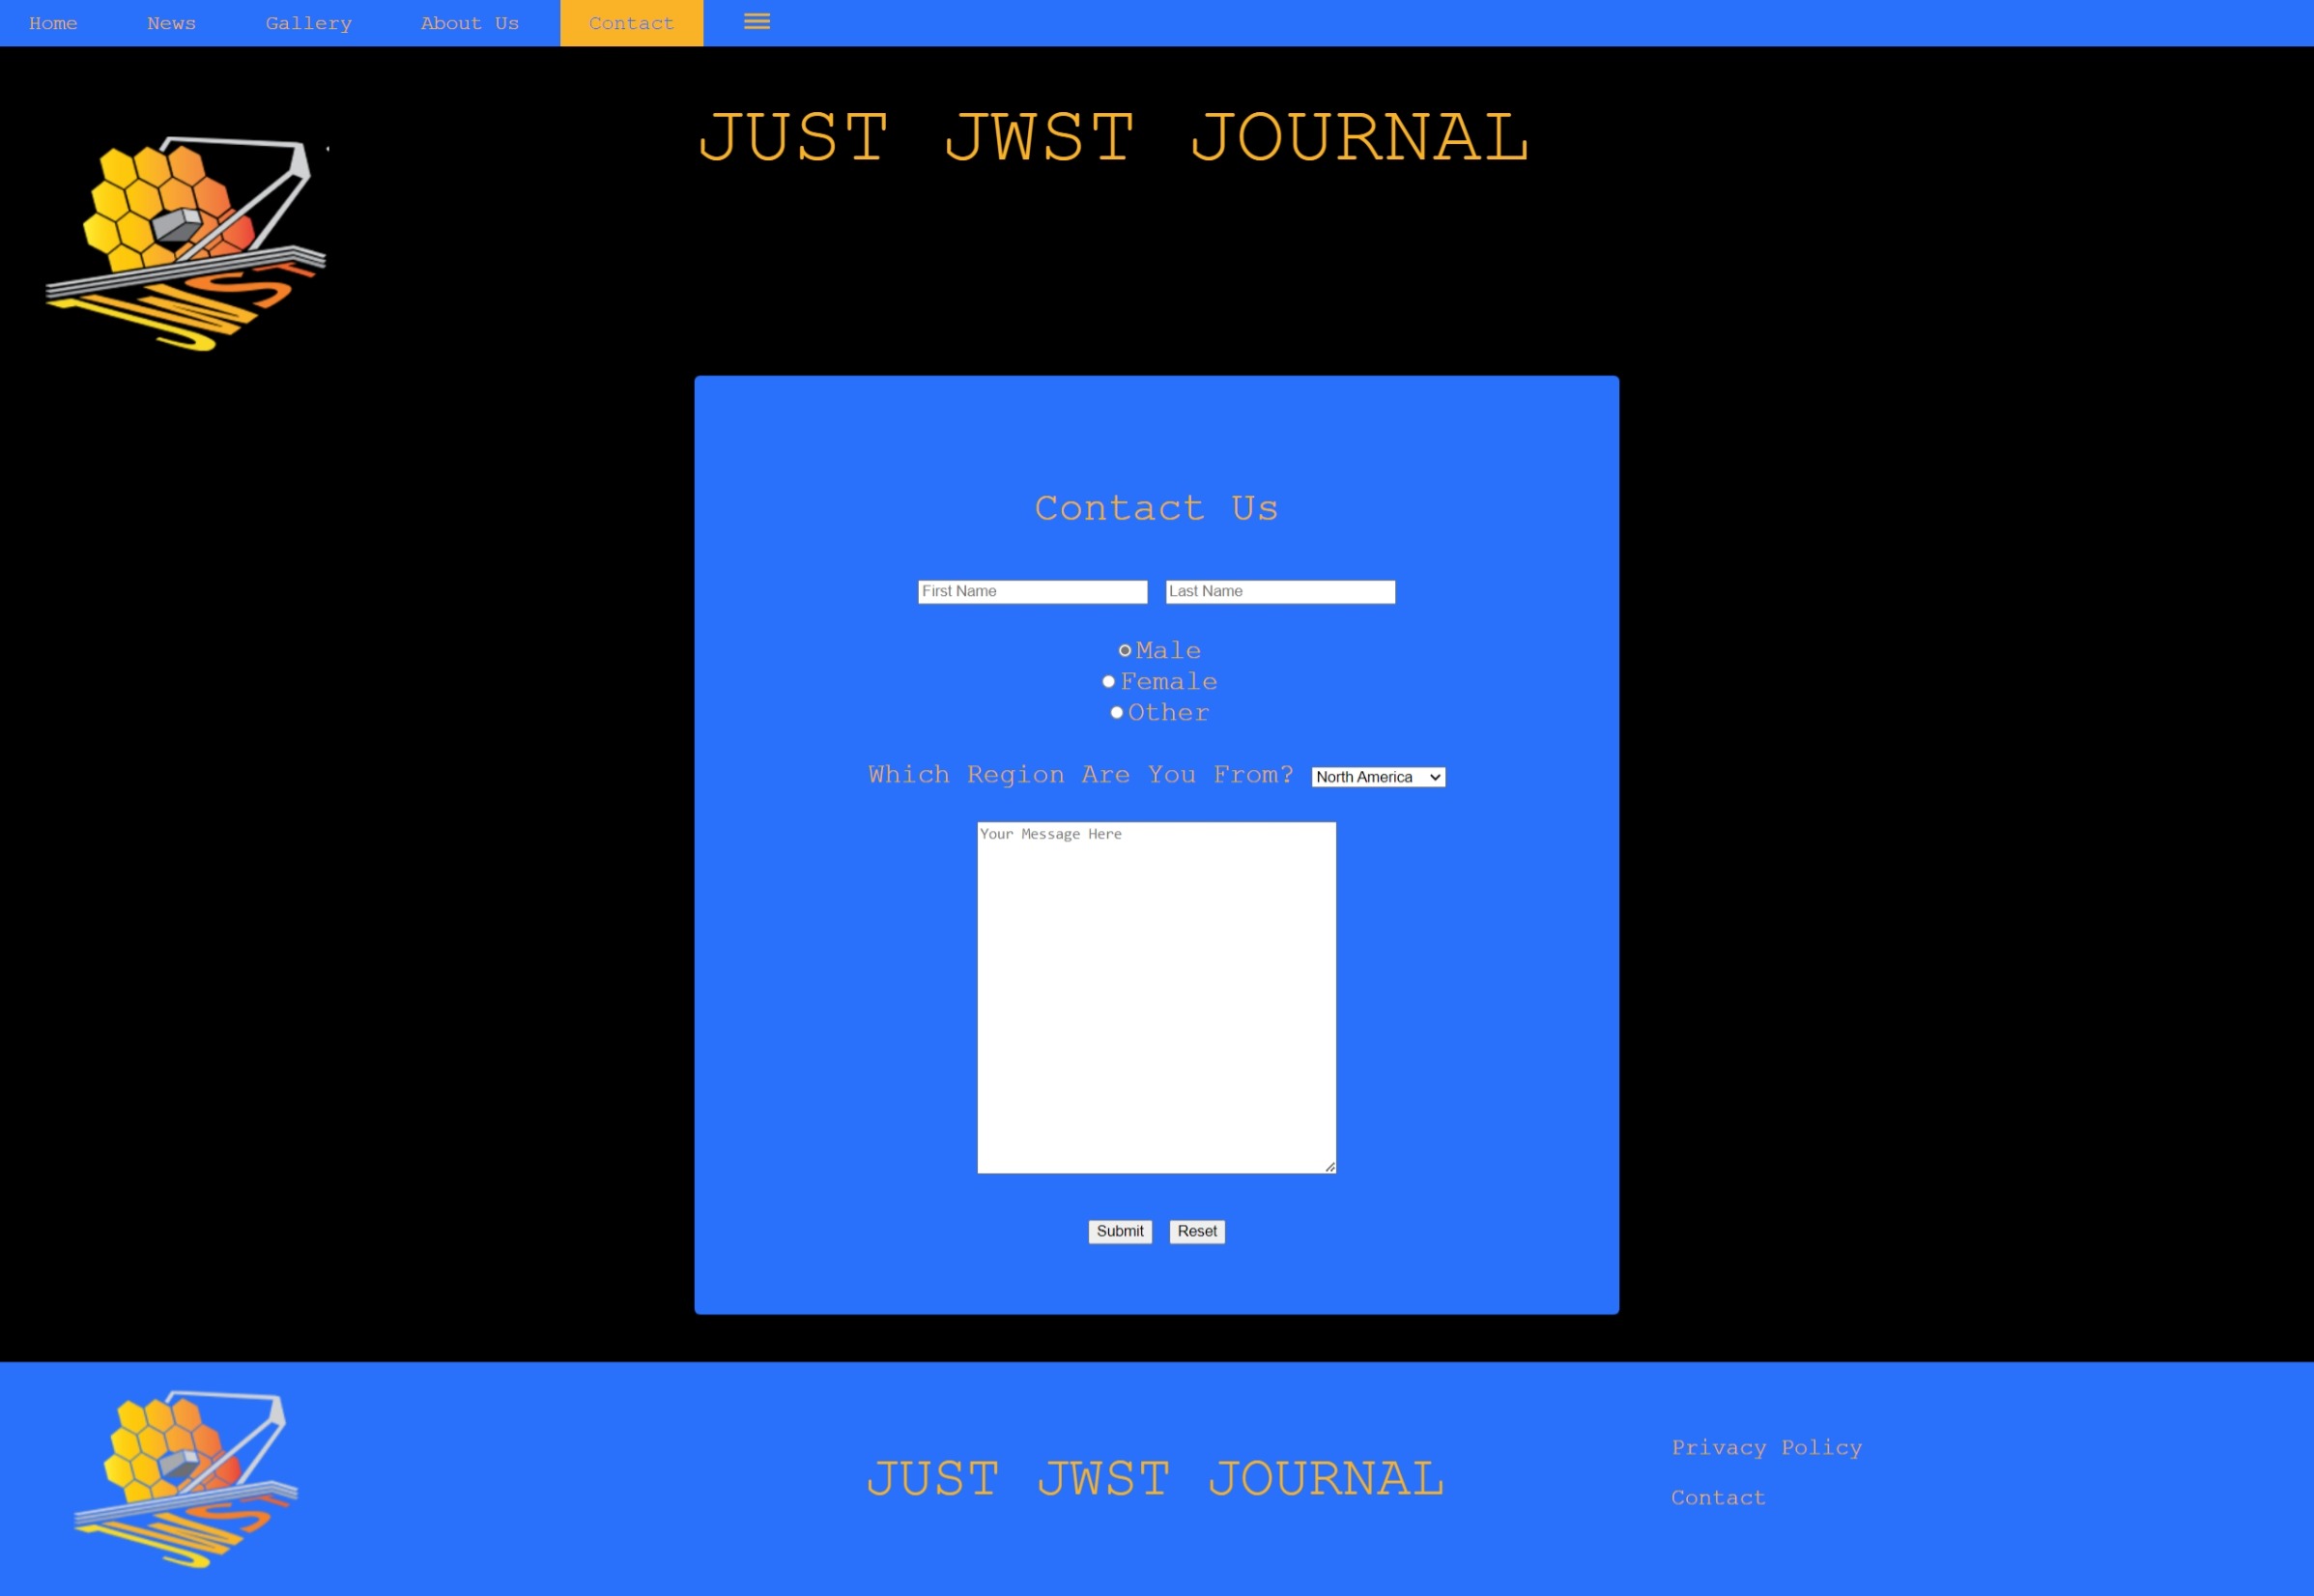 Home News Gallery About Us Contact
JUST JWST JOURNAL
JWST
Contact Us
First Name Last Name
Male
Female
Other
Which Region Are You From? North America
Your Message Here
Submit Reset
JWST
JUST JWST JOURNAL
Privacy Policy
Contact